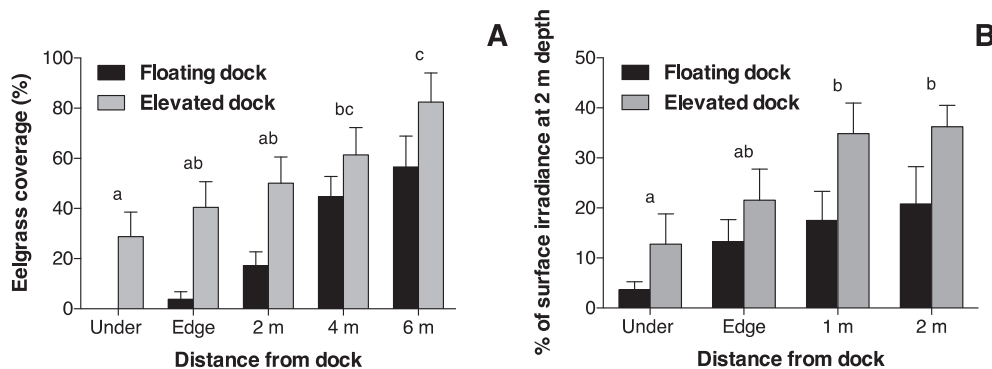 A
Eelgrass coverage (%)
100
80
60
40
20
0
Floating dock
Elevated dock
a
ab
ab
bc
c
Under
Edge
2 m
4 m
6 m
Distance from dock
B
% of surface irradiance at 2 m depth
50
40
30
20
10
0
Floating dock
Elevated dock
a
ab
b
b
Under
Edge
1 m
2 m
Distance from dock